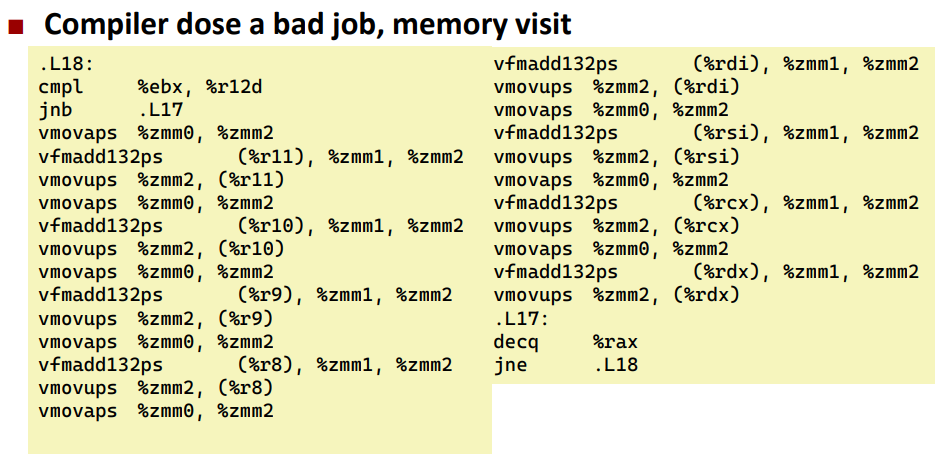 Compiler dose a bad job, memory visit
.L18:
cmpl %ebx, %r12d
jnb .L17
vmovaps %zmm0, %zmm2
vfmadd132ps (%r11), %zmm1, %zmm2
vmovups %zmm2, (%r11)
vmovaps %zmm0, %zmm2
vfmadd132ps (%r10), %zmm1, %zmm2
vmovups %zmm2, (%r10)
vmovaps %zmm0, %zmm2
vfmadd132ps (%r9), %zmm1, %zmm2
vmovups %zmm2, (%r9)
vmovaps %zmm0, %zmm2
vfmadd132ps (%r8), %zmm1, %zmm2
vmovups %zmm2, (%r8)
vmovaps %zmm0, %zmm2
vfmadd132ps (%rdi), %zmm1, %zmm2
vmovups %zmm2, (%rdi)
vmovaps %zmm0, %zmm2
vfmadd132ps (%rsi), %zmm1, %zmm2
vmovups %zmm2, (%rsi)
vmovaps %zmm0, %zmm2
vfmadd132ps (%rcx), %zmm1, %zmm2
vmovups %zmm2, (%rcx)
vmovaps %zmm0, %zmm2
vfmadd132ps (%rdx), %zmm1, %zmm2
vmovups %zmm2, (%rdx)
.L17:
decq %rax
jne .L18